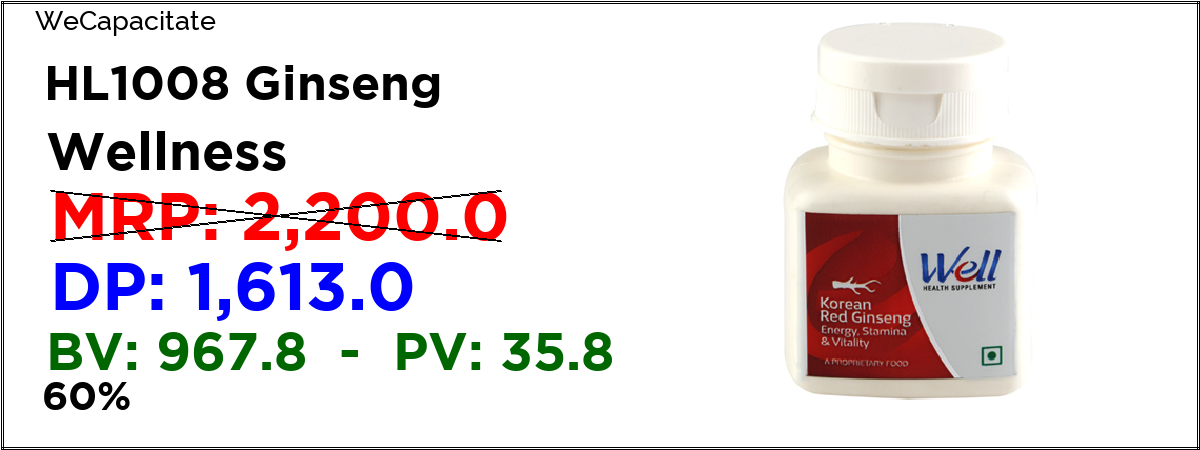 WeCapacitate
HL1008 Ginseng
Wellness
MRP: 2,200.0
DP: 1,613.0
BV: 967.8 - PV: 35.8
60%
Well
HEALTH SUPPLEMENT
Korean
Red Ginseng
Energy, Stamina
& Vitality
A PROPRIETARY FOOD